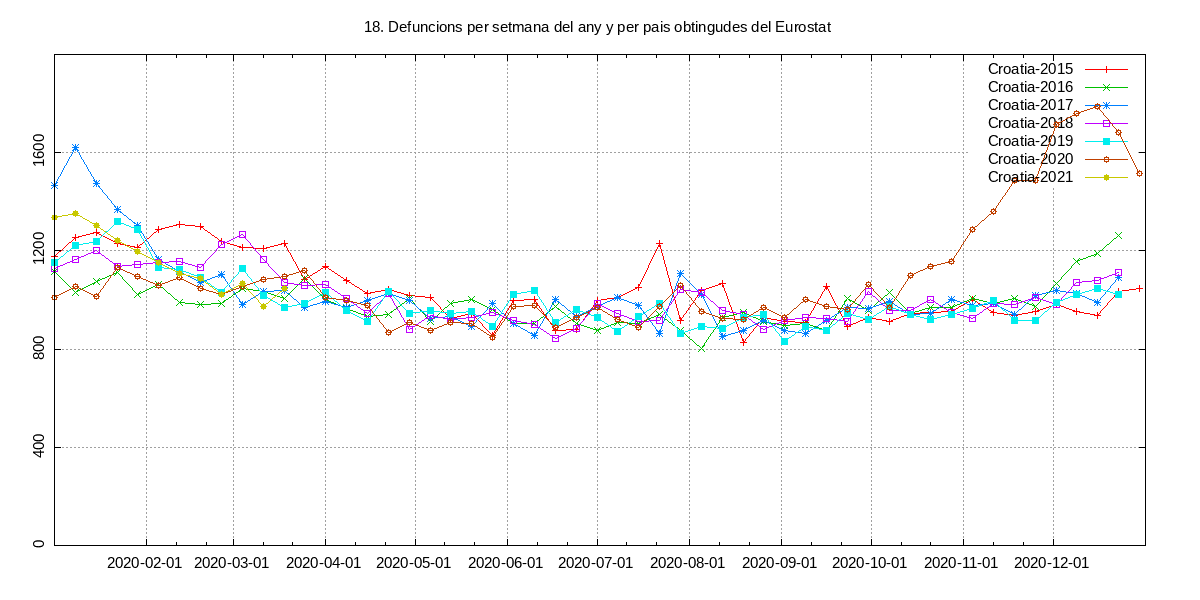 18. Defuncions per setmana del any y per pais obtingudes del Eurostat
Croatia-2015
Croatia-2016
Croatia-2017
Croatia-2018
Croatia-2019
Croatia-2020
Croatia-2021
1600
1200
800
400
0
2020-02-01 2020-03-01 2020-04-01 2020-05-01 2020-06-01 2020-07-01 2020-08-01 2020-09-01 2020-10-01 2020-11-01 2020-12-01